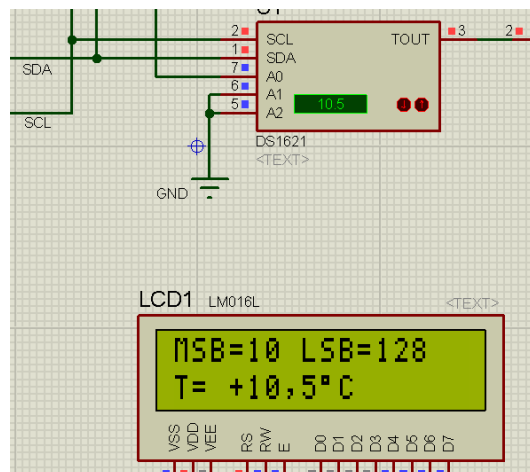 2 SCL TOUT 3 2
1 SDA
7 A0
6 A1
5 A2
10.5
SDA
SCL
DS1621
<TEXT>
GND
LCD1 LM016L <TEXT>
MSB=10 LSB=128
T= +10,5°C
VSS VDD VEE RS RW E D0 D1 D2 D3 D4 D5 D6 D7